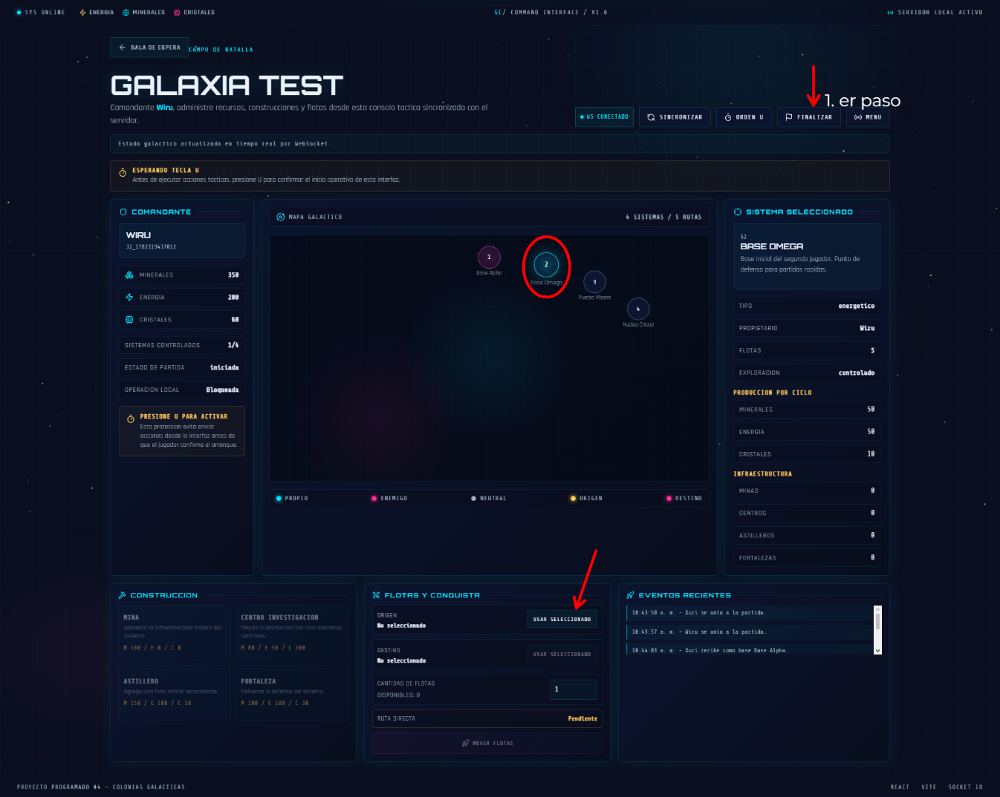 SYS ONLINE
ENERGIA
MINERALES
CRISTALES
GC/ COMMAND INTERFACE / V1.0
SERVIDOR LOCAL ACTIVO
SALA DE ESPERA
CAMPO DE BATALLA
GALAXIA TEST
Comandante Wiru, administre recursos, construcciones y flotas desde esta consola tactica sincronizada con el
servidor.
1. er paso
WS CONECTADO
SINCRONIZAR
ORDEN U
FINALIZAR
MENU
Estado galactico actualizado en tiempo real por WebSocket.
ESPERANDO TECLA U
Antes de ejecutar acciones tacticas, presione U para confirmar el inicio operativo de esta interfaz.
COMANDANTE
WIRU
J2_1782319437012
MINERALES 350
ENERGIA 200
CRISTALES 60
SISTEMAS CONTROLADOS 1/4
ESTADO DE PARTIDA iniciada
OPERACION LOCAL Bloqueada
PRESIONE U PARA ACTIVAR
Esta proteccion evita enviar
acciones desde la interfaz antes de
que el jugador confirme el arranque.
MAPA GALACTICO
4 SISTEMAS / 5 RUTAS
1
Base Alpha
2
Base Omega
3
Puesto Minero
4
Nucleo Cristal
PROPIO
ENEMIGO
NEUTRAL
ORIGEN
DESTINO
SISTEMA SELECCIONADO
S2
BASE OMEGA
Base inicial del segundo jugador. Punto de
defensa para partidas rapidas.
TIPO energetico
PROPIETARIO Wiru
FLOTAS 5
EXPLORACION controlado
PRODUCCION POR CICLO
MINERALES 50
ENERGIA 50
CRISTALES 10
INFRAESTRUCTURA
MINAS 0
CENTROS 0
ASTILLEROS 0
FORTALEZAS 0
CONSTRUCCION
MINA
Aumenta la infraestructura minera del
sistema.
M 100 / E 0 / C 0
CENTRO INVESTIGACION
Mejora la produccion por ciclo mediante
centrales.
M 80 / E 50 / C 200
ASTILLERO
Agrega una flota militar estacionada.
M 150 / E 100 / C 10
FORTALEZA
Refuerza la defensa del sistema.
M 200 / E 100 / C 30
FLOTAS Y CONQUISTA
ORIGEN
No seleccionado
USAR SELECCIONADO
DESTINO
No seleccionado
USAR SELECCIONADO
CANTIDAD DE FLOTAS
DISPONIBLES: 0
1
RUTA DIRECTA Pendiente
MOVER FLOTAS
EVENTOS RECIENTES
10:43:50 a. m. - Xuri se unio a la partida.
10:43:57 a. m. - Wiru se unio a la partida.
10:44:03 a. m. - Xuri recibe como base Base Alpha.
PROYECTO PROGRAMADO #4 — COLONIAS GALACTICAS
REACT
VITE
SOCKET.IO